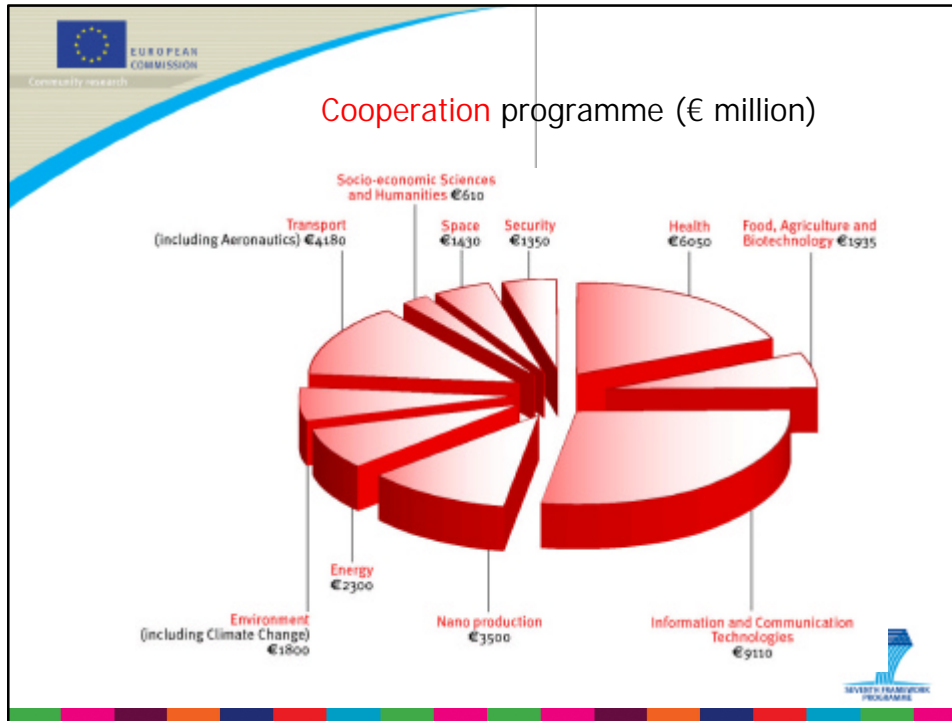 EUROPEAN
COMMISSION
Community research
Cooperation programme (€ million)
Socio-economic Sciences
and Humanities €610
Transport
(including Aeronautics) €4180
Space
€1430
Security
€1350
Health
€6050
Food, Agriculture and
Biotechnology €1935
Energy
€2300
Environment
(including Climate Change)
€1800
Nano production
€3500
Information and Communication
Technologies
€9110
SEVENTH FRAMEWORK
PROGRAMME